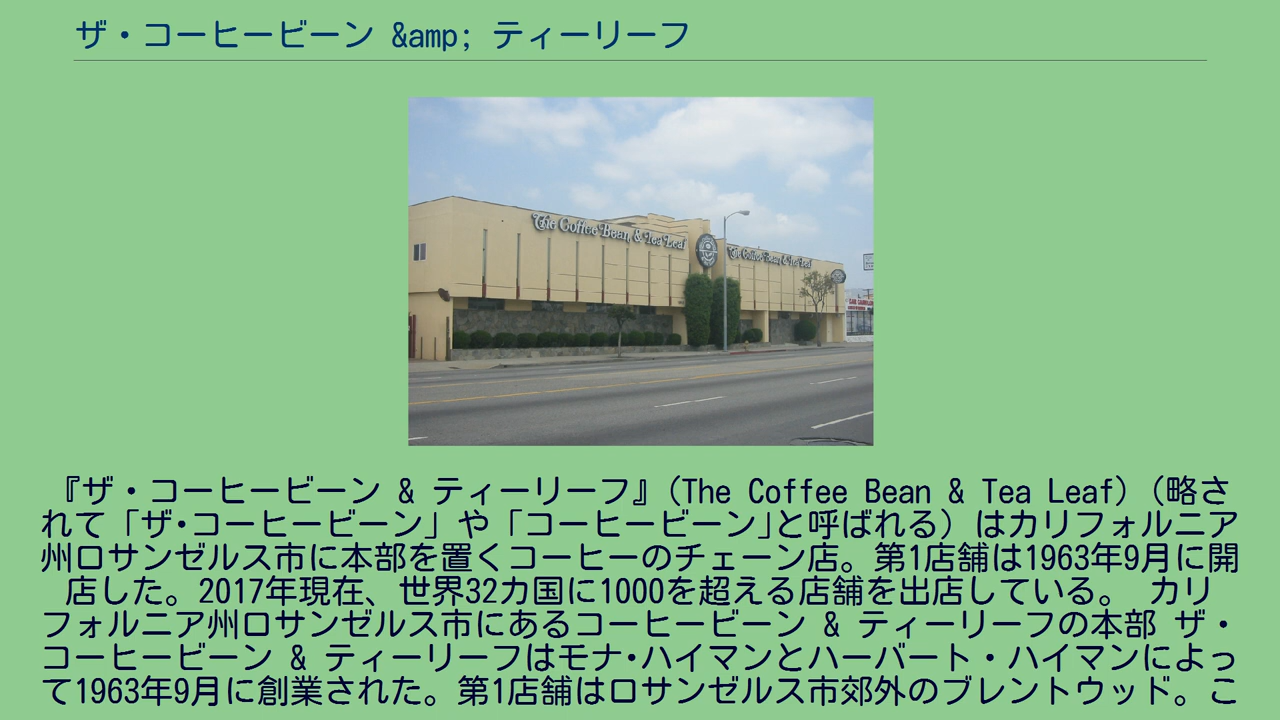 ザ・コーヒービーン &amp; ティーリーフ
The Coffee Bean & Tea Leaf
The Coffee Bean & Tea Leaf
『ザ・コーヒービーン & ティーリーフ』(The Coffee Bean & Tea Leaf) (略さ
れて「ザ・コーヒービーン」や「コーヒービーン」と呼ばれる) はカリフォルニア
州ロサンゼルス市に本部を置くコーヒーのチェーン店。第1店舗は1963年9月に開
店した。2017年現在、世界32カ国に1000を超える店舗を出店している。 カリ
フォルニア州ロサンゼルス市にあるコーヒービーン & ティーリーフの本部 ザ・
コーヒービーン & ティーリーフはモナ・ハイマンとハーバート・ハイマンによっ
て1963年9月に創業された。第1店舗はロサンゼルス市郊外のブレントウッド。こ